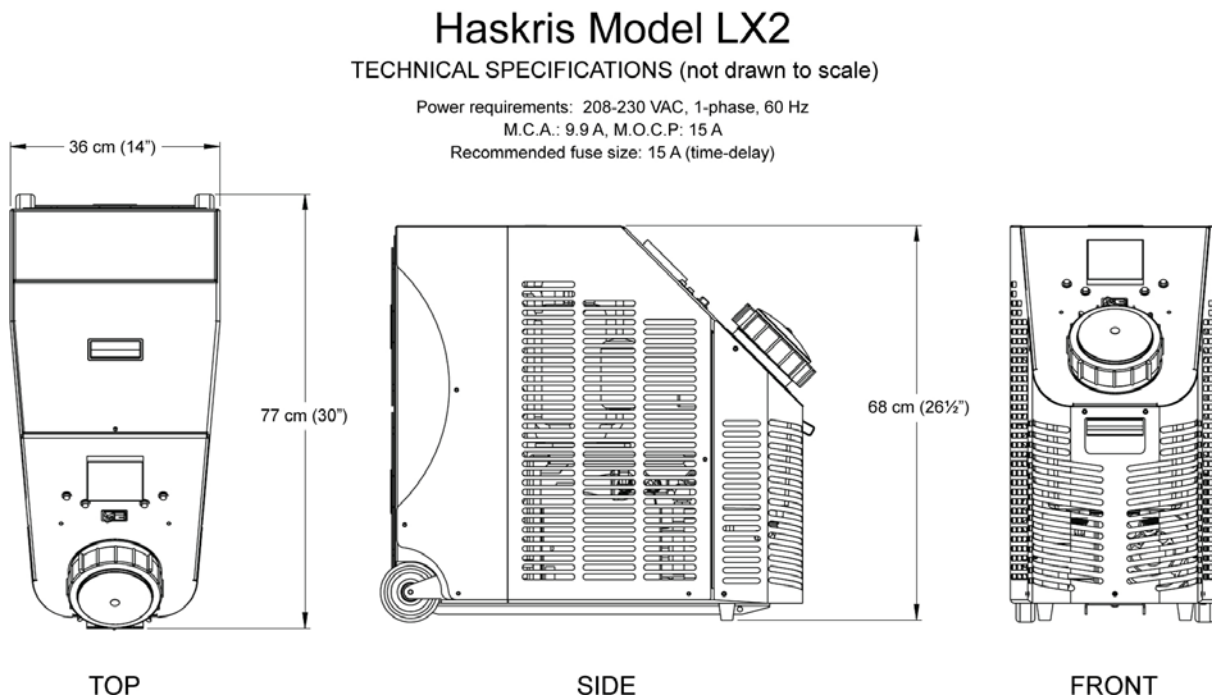 Haskris Model LX2
TECHNICAL SPECIFICATIONS (not drawn to scale)
Power requirements: 208-230 VAC, 1-phase, 60 Hz
M.C.A.: 9.9 A, M.O.C.P: 15 A
Recommended fuse size: 15 A (time-delay)
36 cm (14”)
77 cm (30”)
68 cm (26½”)
TOP
SIDE
FRONT